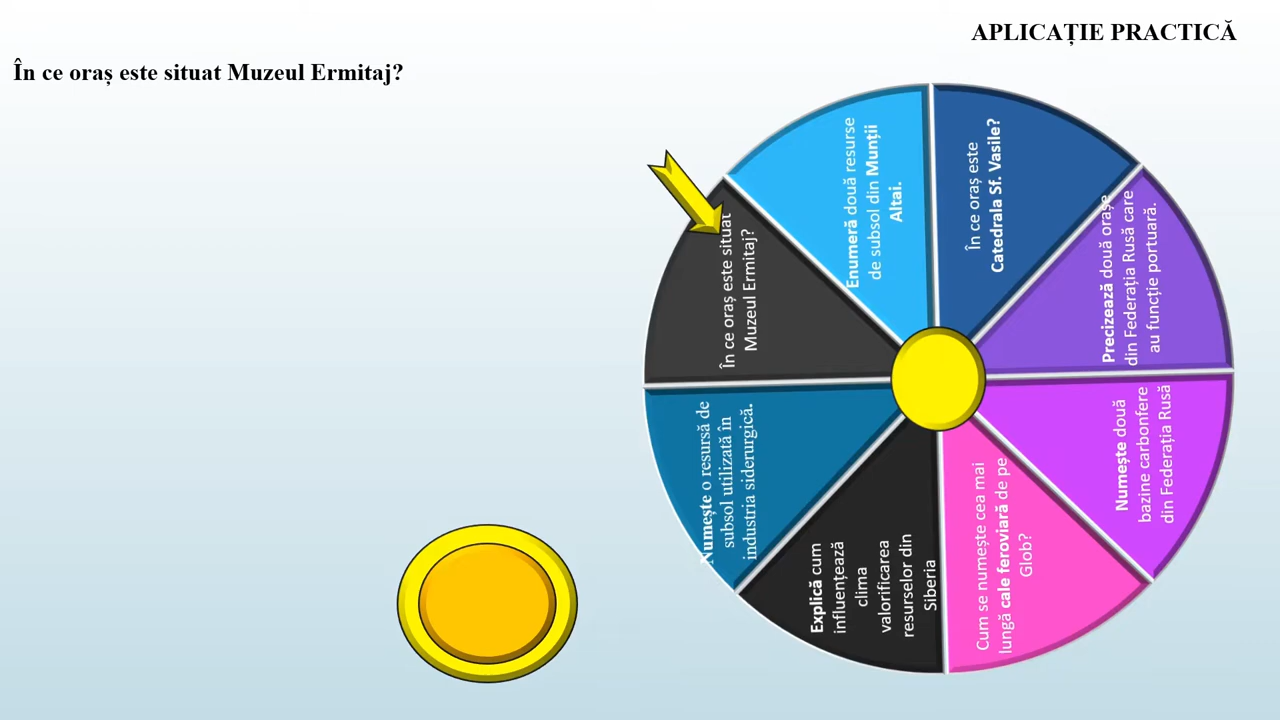 APLICAȚIE PRACTICĂ
În ce oraș este situat Muzeul Ermitaj?
Enumeră două resurse
de subsol din Munții
Altai.
În ce oraș este
Catedrala Sf. Vasile?
Precizează două orașe
din Federația Rusă care
au funcție portuară.
Numește două
bazine carbonfere
din Federația Rusă
Cum se numește cea mai
lungă cale feroviară de pe
Glob?
Explică cum
influențează
clima
valorificarea
resurselor din
Siberia
Numește o resursă de
subsol utilizată în
industria siderurgică.
În ce oraș este situat
Muzeul Ermitaj?